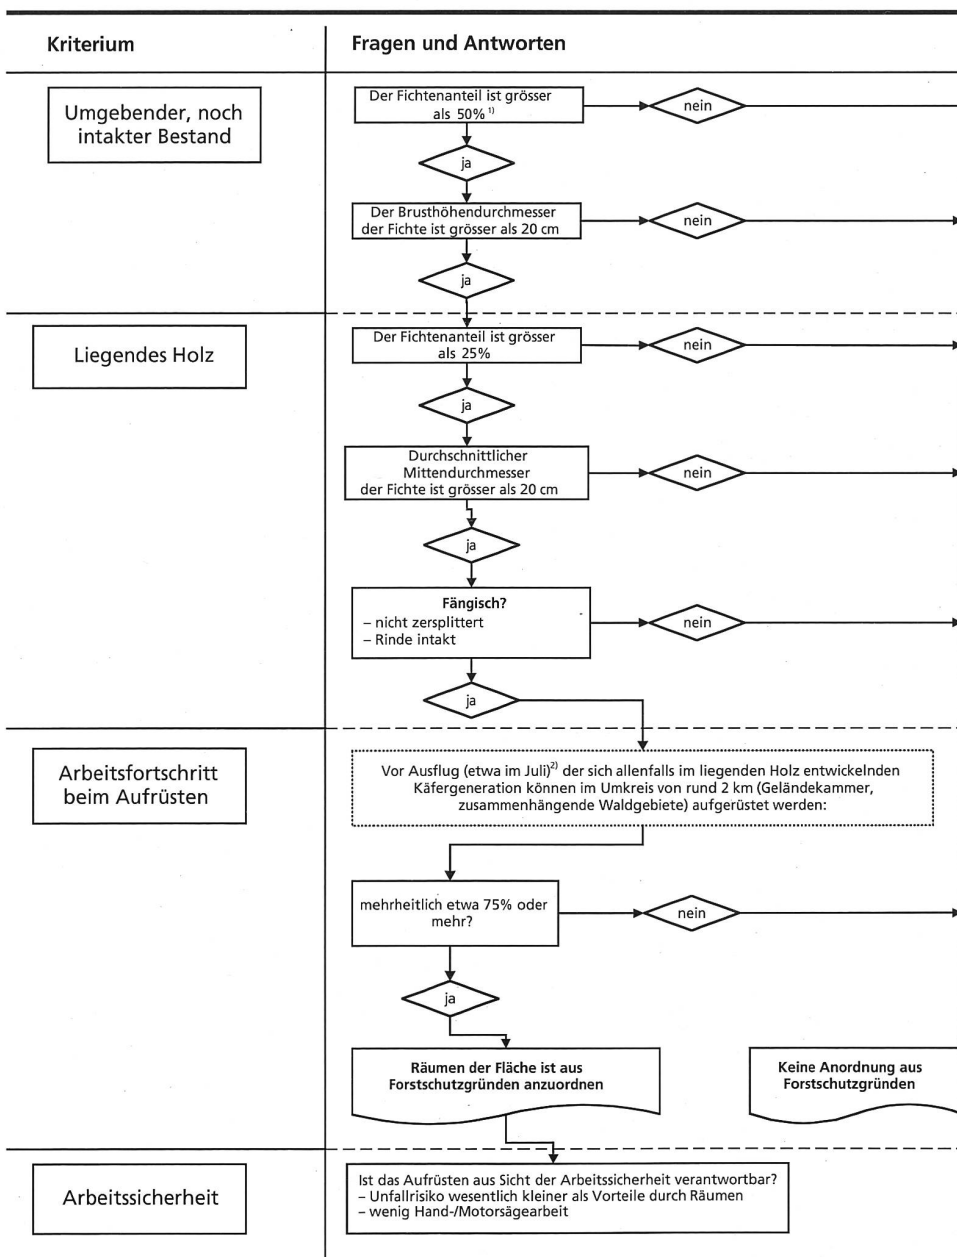 Kriterium
Fragen und Antworten
Umgebender, noch
intakter Bestand
Der Fichtenanteil ist grösser
als 50% 1)
nein
ja
Der Brusthöhendurchmesser
der Fichte ist grösser als 20 cm
nein
ja
Liegendes Holz
Der Fichtenanteil ist grösser
als 25%
nein
ja
Durchschnittlicher
Mittendurchmesser
der Fichte ist grösser als 20 cm
nein
ja
Fängisch?
– nicht zersplittert
– Rinde intakt
nein
ja
Arbeitsfortschritt
beim Aufrüsten
Vor Ausflug (etwa im Juli)2) der sich allenfalls im liegenden Holz entwickelnden
Käfergeneration können im Umkreis von rund 2 km (Geländekammer,
zusammenhängende Waldgebiete) aufgerüstet werden:
mehrheitlich etwa 75% oder
mehr?
nein
ja
Räumen der Fläche ist aus
Forstschutzgründen anzuordnen
Keine Anordnung aus
Forstschutzgründen
Arbeitssicherheit
Ist das Aufrüsten aus Sicht der Arbeitssicherheit verantwortbar?
– Unfallrisiko wesentlich kleiner als Vorteile durch Räumen
– wenig Hand-/Motorsägearbeit